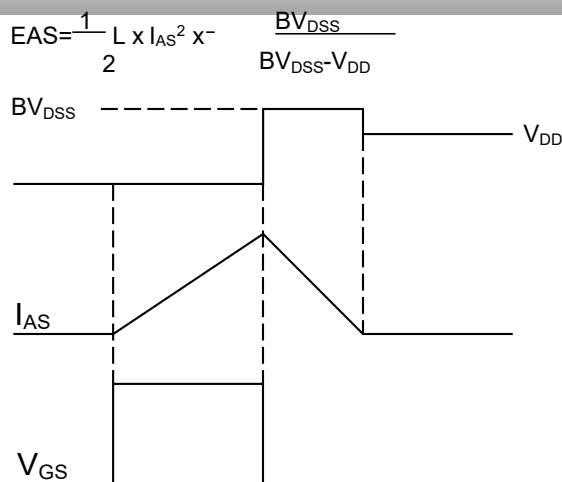 EAS= 1/2 L x IAS² x BVDSS/BVDSS-VDD
BVDSS
VDD
IAS
VGS